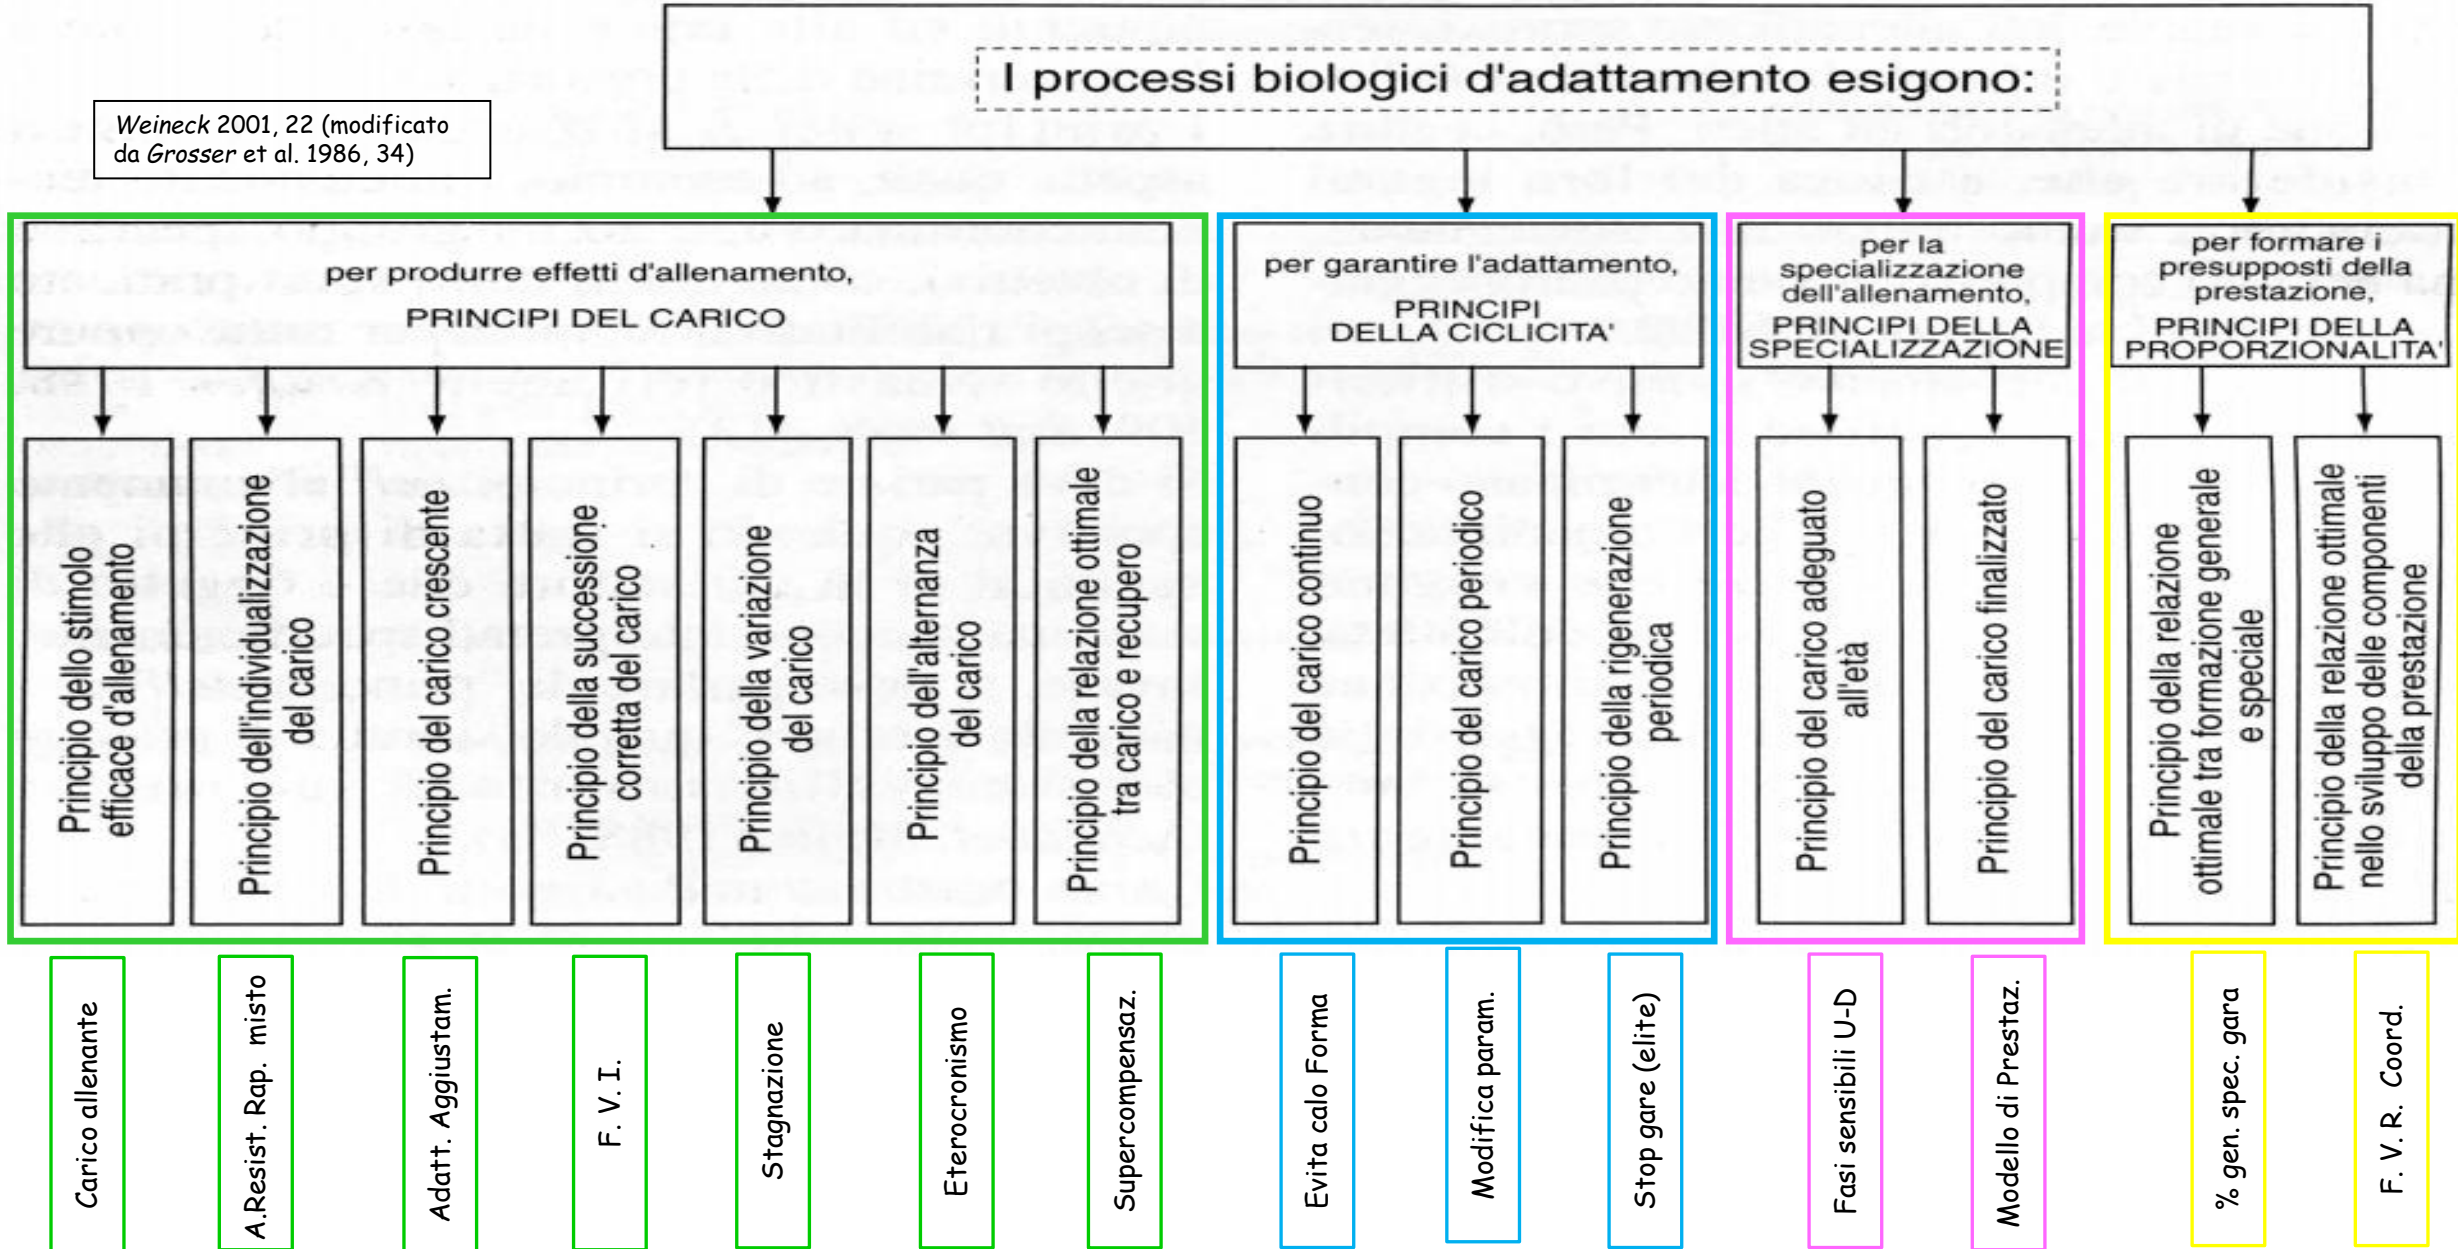 I processi biologici d'adattamento esigono:
Weineck 2001, 22 (modificato
da Grosser et al. 1986, 34)
per produrre effetti d'allenamento,
PRINCIPI DEL CARICO
per garantire l'adattamento,
PRINCIPI
DELLA CICLICITA'
per la
specializzazione
dell'allenamento,
PRINCIPI DELLA
SPECIALIZZAZIONE
per formare i
presupposti della
prestazione,
PRINCIPI DELLA
PROPORZIONALITA'
Principio dello stimolo
efficace d'allenamento
Principio dell'individualizzazione
del carico
Principio del carico crescente
Principio della successione
corretta del carico
Principio della variazione
del carico
Principio dell'alternanza
del carico
Principio della relazione ottimale
tra carico e recupero
Principio del carico continuo
Principio del carico periodico
Principio della rigenerazione
periodica
Principio del carico adeguato
all'età
Principio del carico finalizzato
Principio della relazione
ottimale tra formazione generale
e speciale
Principio della relazione ottimale
nello sviluppo delle componenti
della prestazione
Carico allenante
A.Resist. Rap. misto
Adatt. Aggiustam.
F. V. I.
Stagnazione
Eterocronismo
Supercompensaz.
Evita calo Forma
Modifica param.
Stop gare (elite)
Fasi sensibili U-D
Modello di Prestaz.
% gen. spec. gara
F. V. R. Coord.